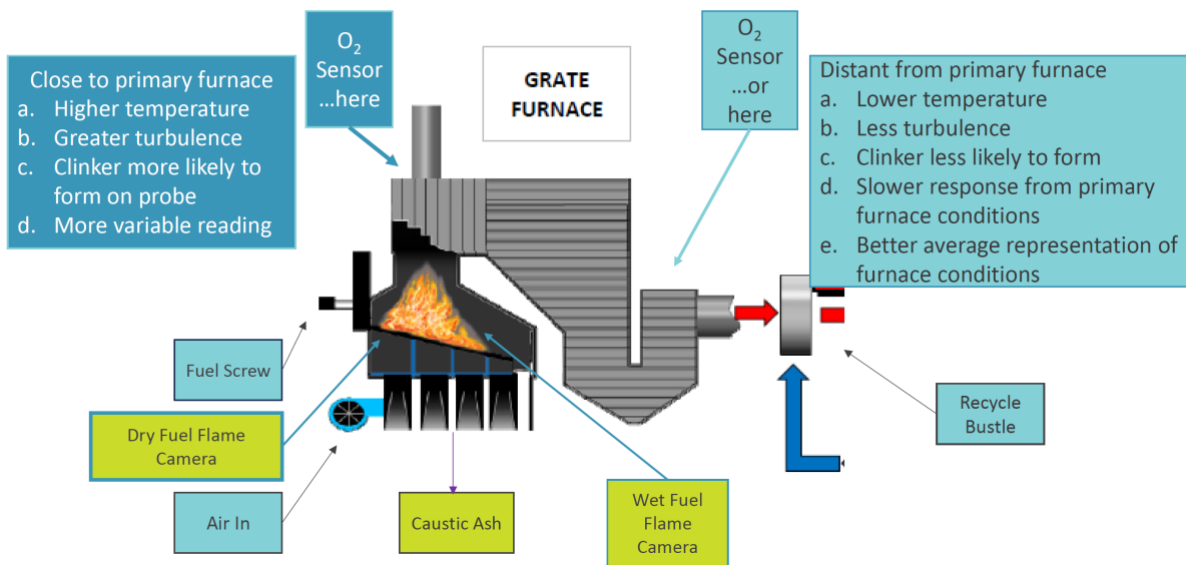 O2
Sensor
...here
O2
Sensor
...or
here
GRATE
FURNACE
Close to primary furnace
a. Higher temperature
b. Greater turbulence
c. Clinker more likely to
form on probe
d. More variable reading
Distant from primary furnace
a. Lower temperature
b. Less turbulence
c. Clinker less likely to form
d. Slower response from primary
furnace conditions
e. Better average representation of
furnace conditions
Fuel Screw
Dry Fuel Flame
Camera
Air In
Caustic Ash
Wet Fuel
Flame
Camera
Recycle
Bustle